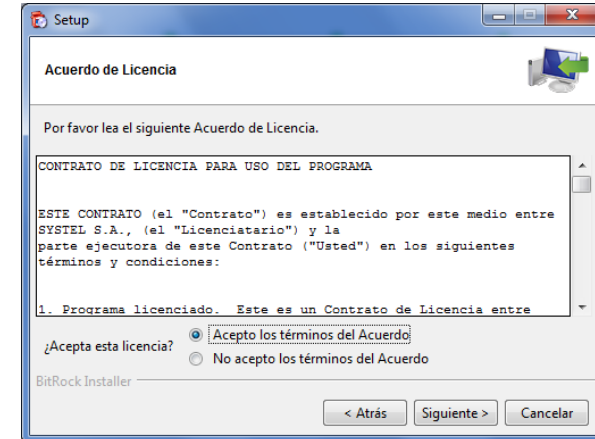 Setup
Acuerdo de Licencia
Por favor lea el siguiente Acuerdo de Licencia.
CONTRATO DE LICENCIA PARA USO DEL PROGRAMA
ESTE CONTRATO (el "Contrato") es establecido por este medio entre
SYSTEL S.A., (el "Licenciatario") y la
parte ejecutora de este Contrato ("Usted") en los siguientes
términos y condiciones:
1. Programa licenciado.  Este es un Contrato de Licencia entre
¿Acepta esta licencia?
Acepto los términos del Acuerdo
No acepto los términos del Acuerdo
BitRock Installer
< Atrás
Siguiente >
Cancelar